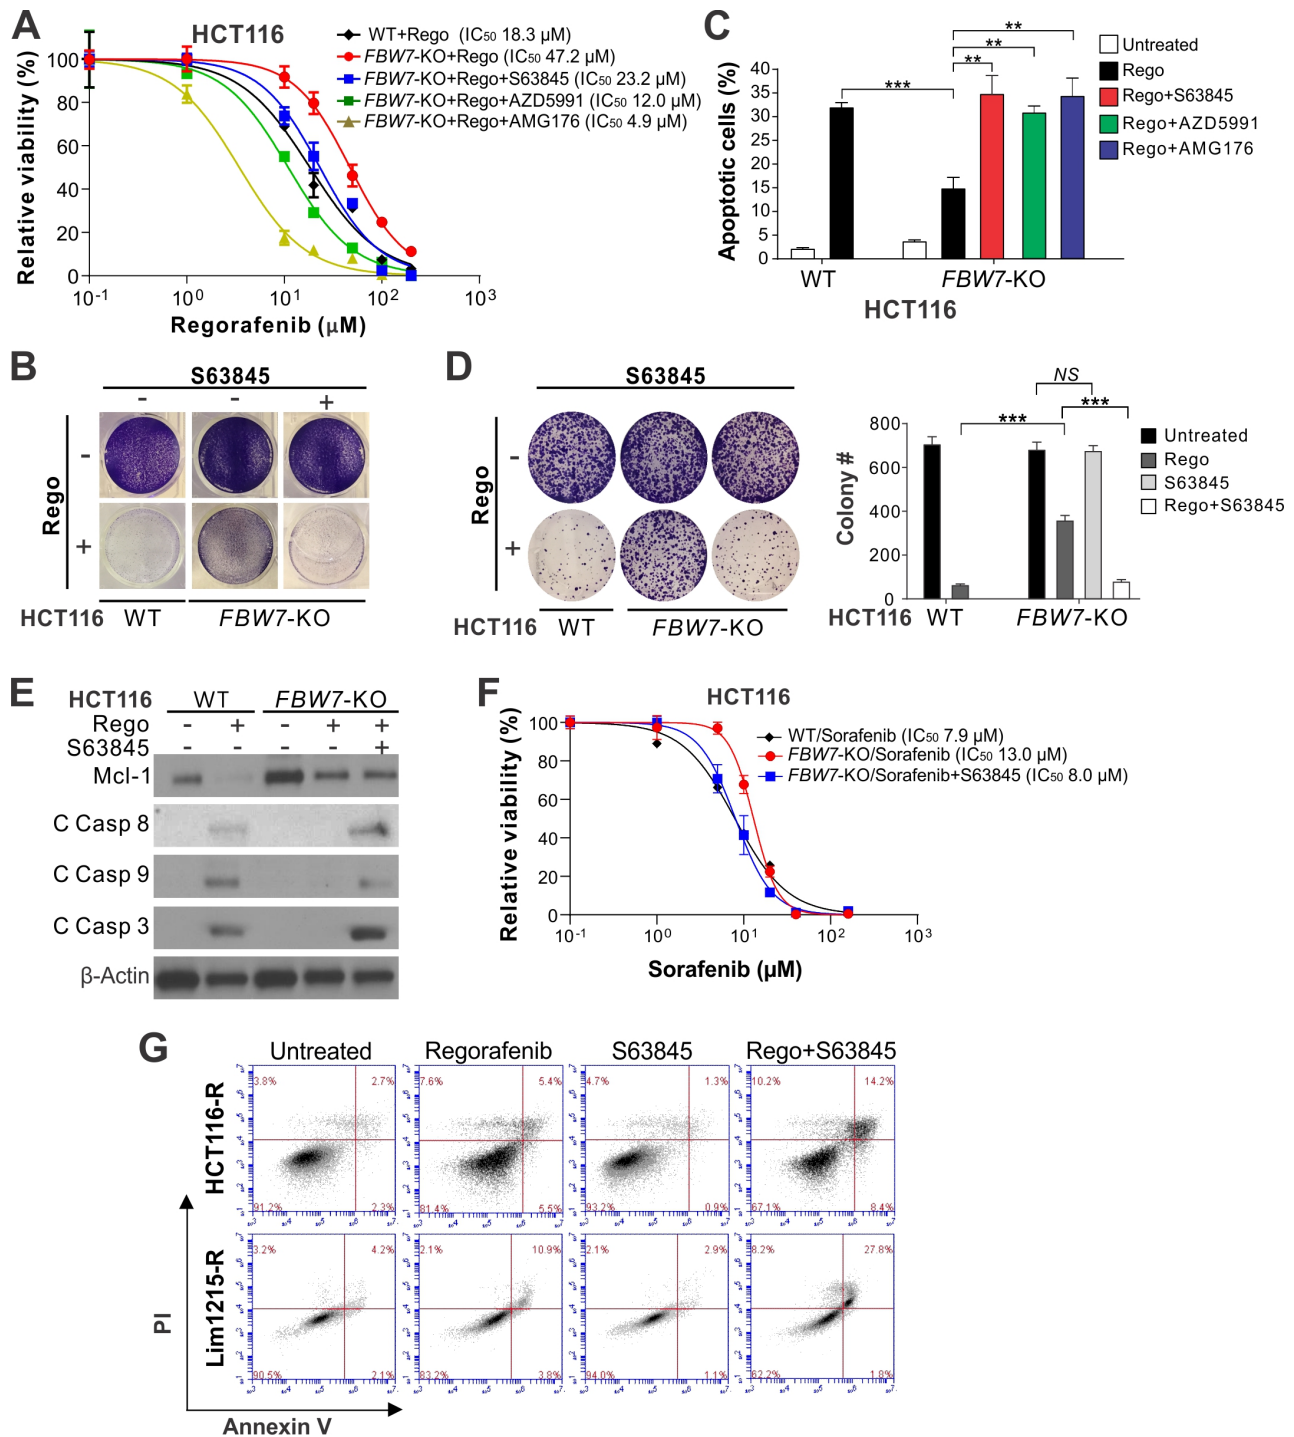 A
HCT116
WT+Rego (IC50 18.3 µM)
FBW7-KO+Rego (IC50 47.2 µM)
FBW7-KO+Rego+S63845 (IC50 23.2 µM)
FBW7-KO+Rego+AZD5991 (IC50 12.0 µM)
FBW7-KO+Rego+AMG176 (IC50 4.9 µM)
Relative viability (%)
100
80
60
40
20
0
10-1 100 101 102 103
Regorafenib (µM)
C
Apoptotic cells (%)
40
35
30
25
20
15
10
5
0
*** ** ** **
Untreated
Rego
Rego+S63845
Rego+AZD5991
Rego+AMG176
WT FBW7-KO
HCT116
B
S63845
- - +
Rego
-
+
HCT116 WT FBW7-KO
D
S63845
Rego
-
+
HCT116 WT FBW7-KO
Colony #
800
600
400
200
0
*** NS ***
Untreated
Rego
S63845
Rego+S63845
HCT116 WT FBW7-KO
E
HCT116 WT FBW7-KO
Rego - + - + +
S63845 - - - - +
Mcl-1
C Casp 8
C Casp 9
C Casp 3
β-Actin
F
HCT116
WT/Sorafenib (IC50 7.9 µM)
FBW7-KO/Sorafenib (IC50 13.0 µM)
FBW7-KO/Sorafenib+S63845 (IC50 8.0 µM)
Relative viability (%)
100
80
60
40
20
0
10-1 100 101 102 103
Sorafenib (µM)
G
Untreated Regorafenib S63845 Rego+S63845
HCT116-R
3.8% 2.7% 7.6% 5.4% 4.7% 1.3% 10.2% 14.2%
91.2% 2.3% 81.4% 5.5% 93.2% 0.9% 67.1% 8.4%
Lim1215-R
3.2% 4.2% 2.1% 10.9% 2.1% 2.9% 8.2% 27.8%
90.5% 2.1% 83.2% 3.8% 94.0% 1.1% 62.2% 1.8%
PI
Annexin V